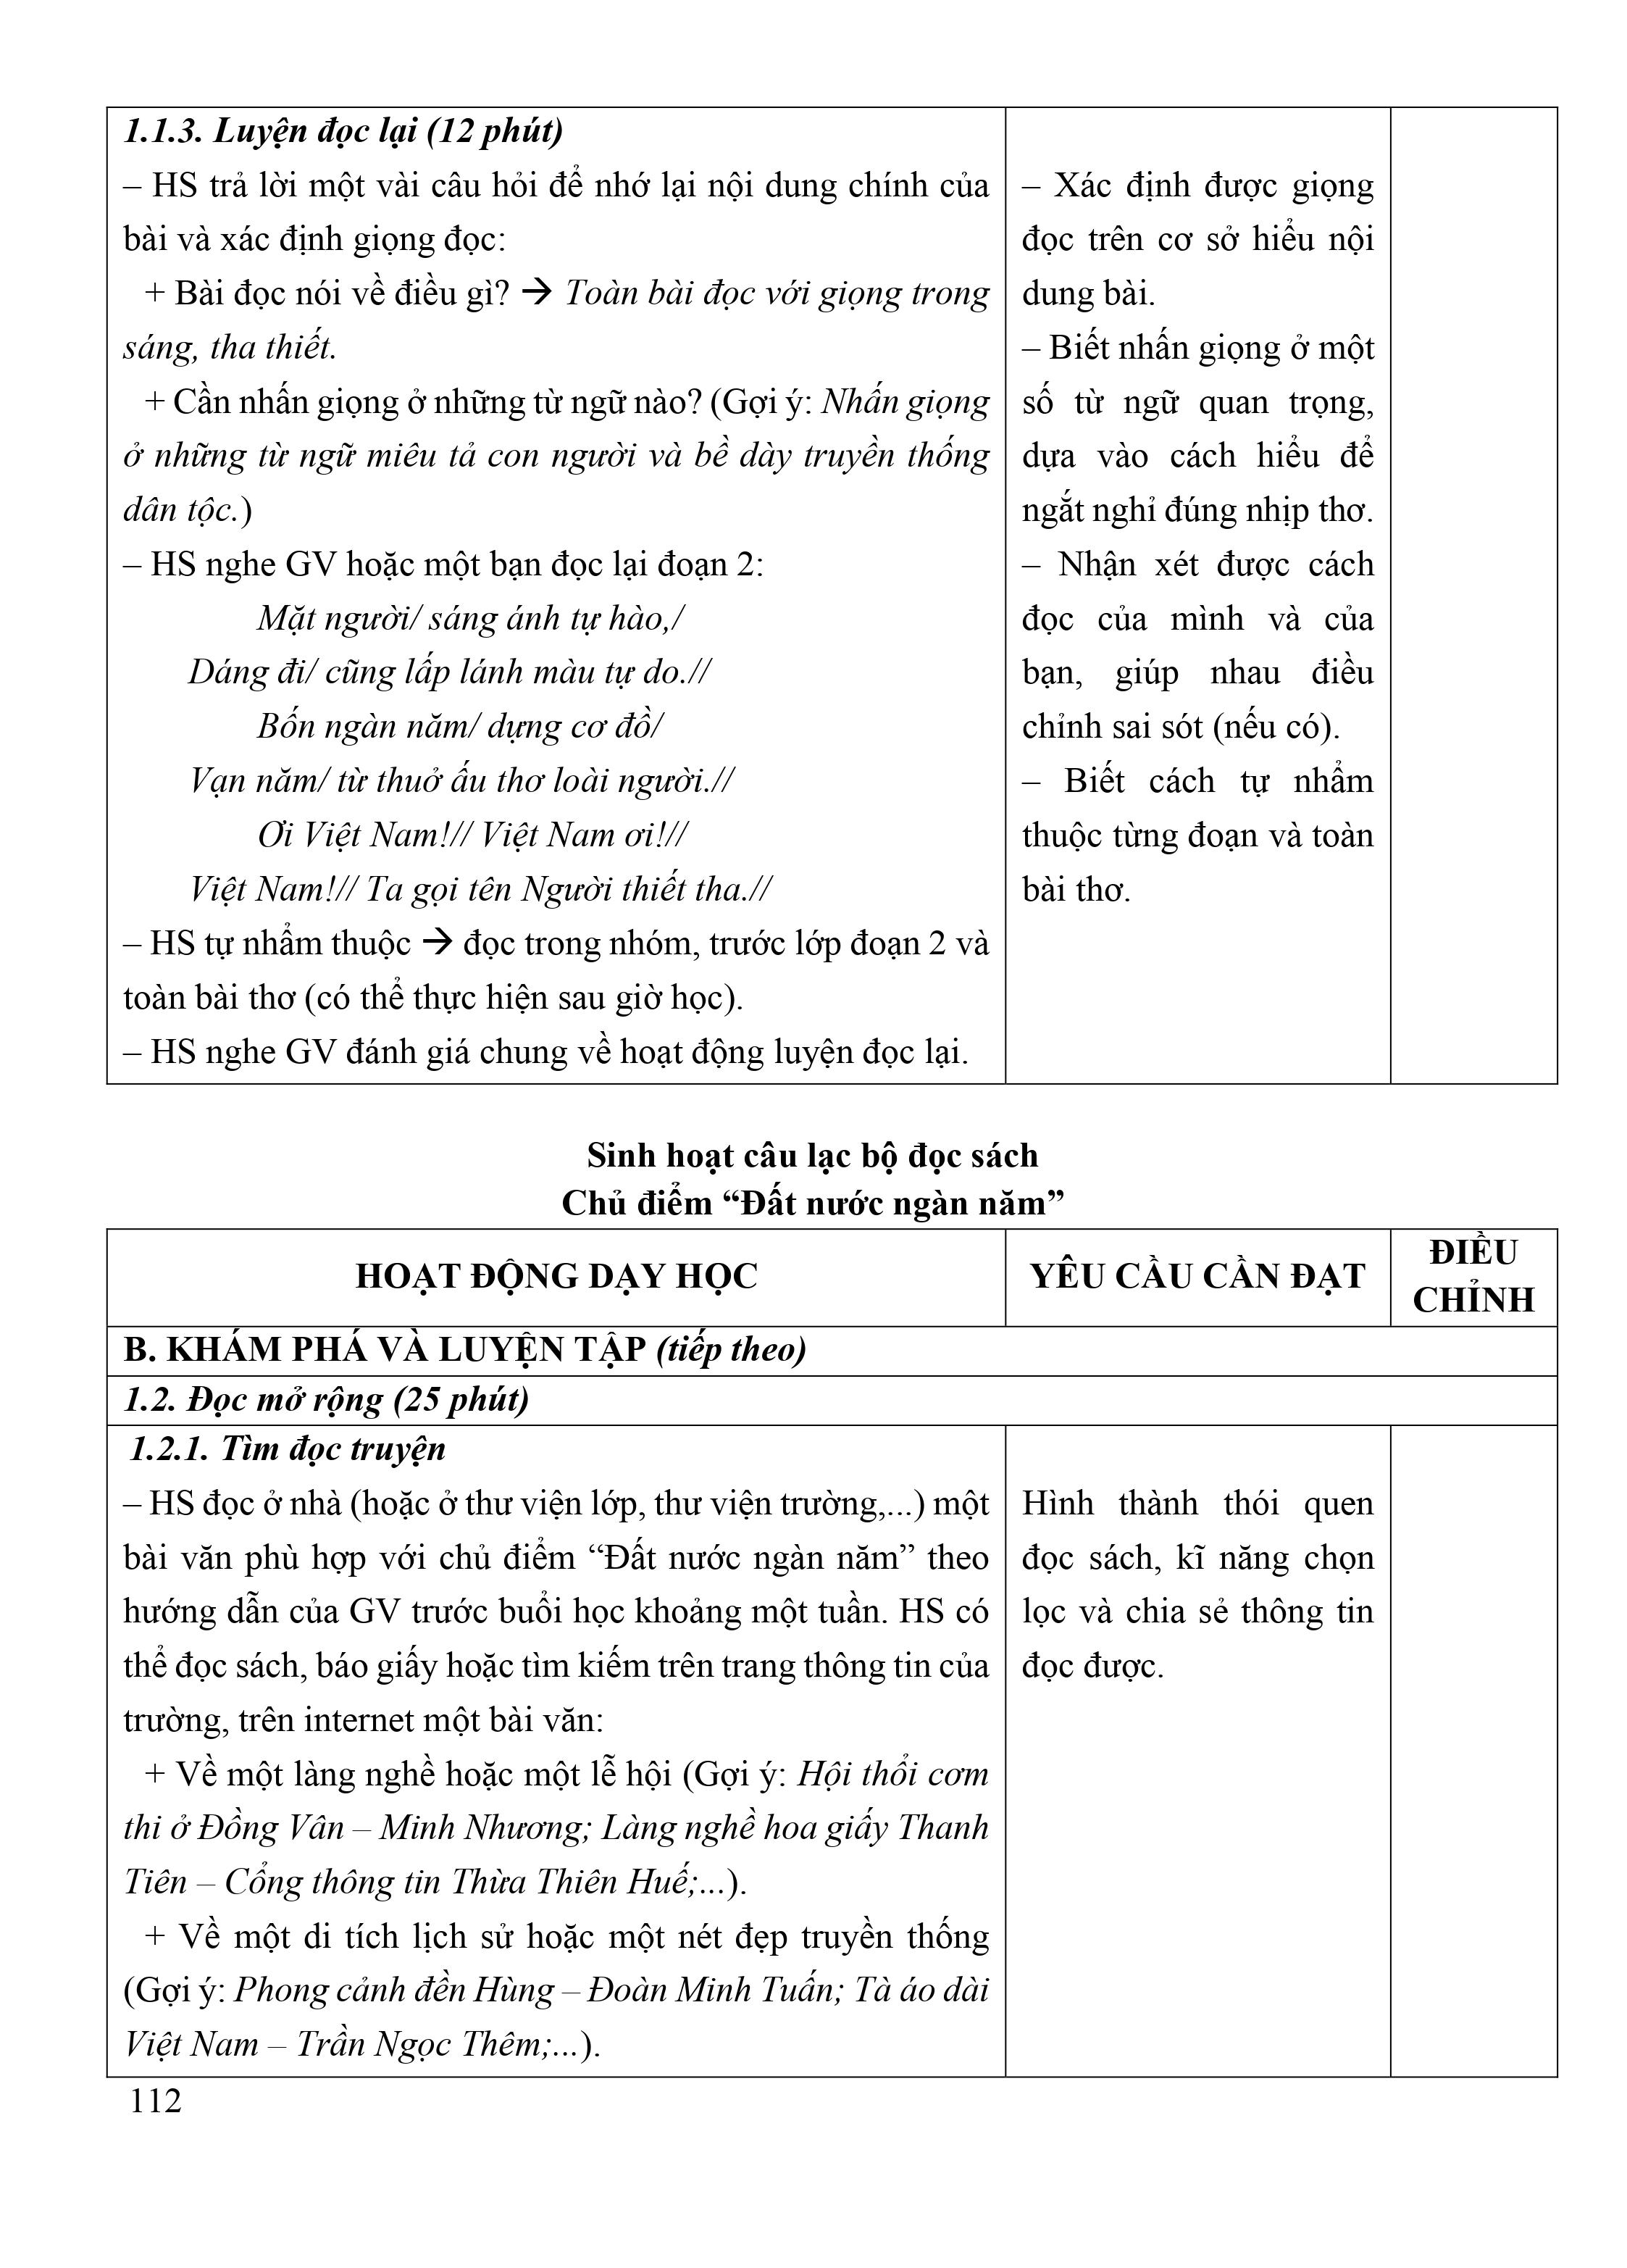 1.1.3. Luyện đọc lại (12 phút)
– HS trả lời một vài câu hỏi để nhớ lại nội dung chính của
bài và xác định giọng đọc:
+ Bài đọc nói về điều gì? → Toàn bài đọc với giọng trong
sáng, tha thiết.
+ Cần nhấn giọng ở những từ ngữ nào? (Gợi ý: Nhấn giọng
ở những từ ngữ miêu tả con người và bề dày truyền thống
dân tộc.)
– HS nghe GV hoặc một bạn đọc lại đoạn 2:
Mặt người/ sáng ánh tự hào,/
Dáng đi/ cũng lấp lánh màu tự do.//
Bốn ngàn năm/ dựng cơ đồ/
Vạn năm/ từ thuở ấu thơ loài người.//
Ơi Việt Nam!// Việt Nam ơi!//
Việt Nam!// Ta gọi tên Người thiết tha.//
– HS tự nhẩm thuộc → đọc trong nhóm, trước lớp đoạn 2 và
toàn bài thơ (có thể thực hiện sau giờ học).
– HS nghe GV đánh giá chung về hoạt động luyện đọc lại.
– Xác định được giọng
đọc trên cơ sở hiểu nội
dung bài.
– Biết nhấn giọng ở một
số từ ngữ quan trọng,
dựa vào cách hiểu để
ngắt nghỉ đúng nhịp thơ.
– Nhận xét được cách
đọc của mình và của
bạn, giúp nhau điều
chỉnh sai sót (nếu có).
– Biết cách tự nhẩm
thuộc từng đoạn và toàn
bài thơ.
Sinh hoạt câu lạc bộ đọc sách
Chủ điểm “Đất nước ngàn năm”
HOẠT ĐỘNG DẠY HỌC
YÊU CẦU CẦN ĐẠT
ĐIỀU
CHỈNH
B. KHÁM PHÁ VÀ LUYỆN TẬP (tiếp theo)
1.2. Đọc mở rộng (25 phút)
1.2.1. Tìm đọc truyện
– HS đọc ở nhà (hoặc ở thư viện lớp, thư viện trường,...) một
bài văn phù hợp với chủ điểm “Đất nước ngàn năm” theo
hướng dẫn của GV trước buổi học khoảng một tuần. HS có
thể đọc sách, báo giấy hoặc tìm kiếm trên trang thông tin của
trường, trên internet một bài văn:
+ Về một làng nghề hoặc một lễ hội (Gợi ý: Hội thổi cơm
thi ở Đồng Vân – Minh Nhương; Làng nghề hoa giấy Thanh
Tiên – Cổng thông tin Thừa Thiên Huế;...).
+ Về một di tích lịch sử hoặc một nét đẹp truyền thống
(Gợi ý: Phong cảnh đền Hùng – Đoàn Minh Tuấn; Tà áo dài
Việt Nam – Trần Ngọc Thêm;...).
Hình thành thói quen
đọc sách, kĩ năng chọn
lọc và chia sẻ thông tin
đọc được.
112